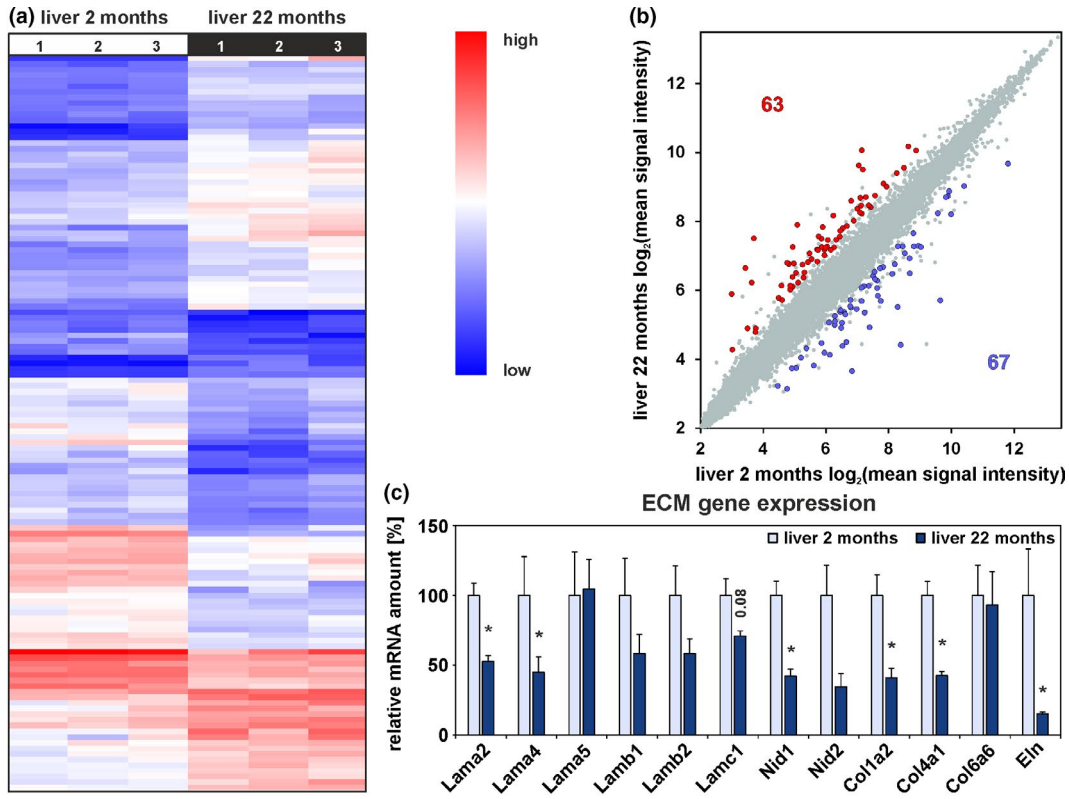 (a) liver 2 months liver 22 months
1 2 3 1 2 3
high
low
(b)
63
67
liver 22 months log₂(mean signal intensity)
12
10
8
6
4
2
2 4 6 8 10 12
liver 2 months log₂(mean signal intensity)
(c)
ECM gene expression
liver 2 months liver 22 months
relative mRNA amount [%]
150
100
50
0
* * 0.08 * * * *
Lama2 Lama4 Lama5 Lamb1 Lamb2 Lamc1 Nid1 Nid2 Col1a2 Col4a1 Col6a6 Eln